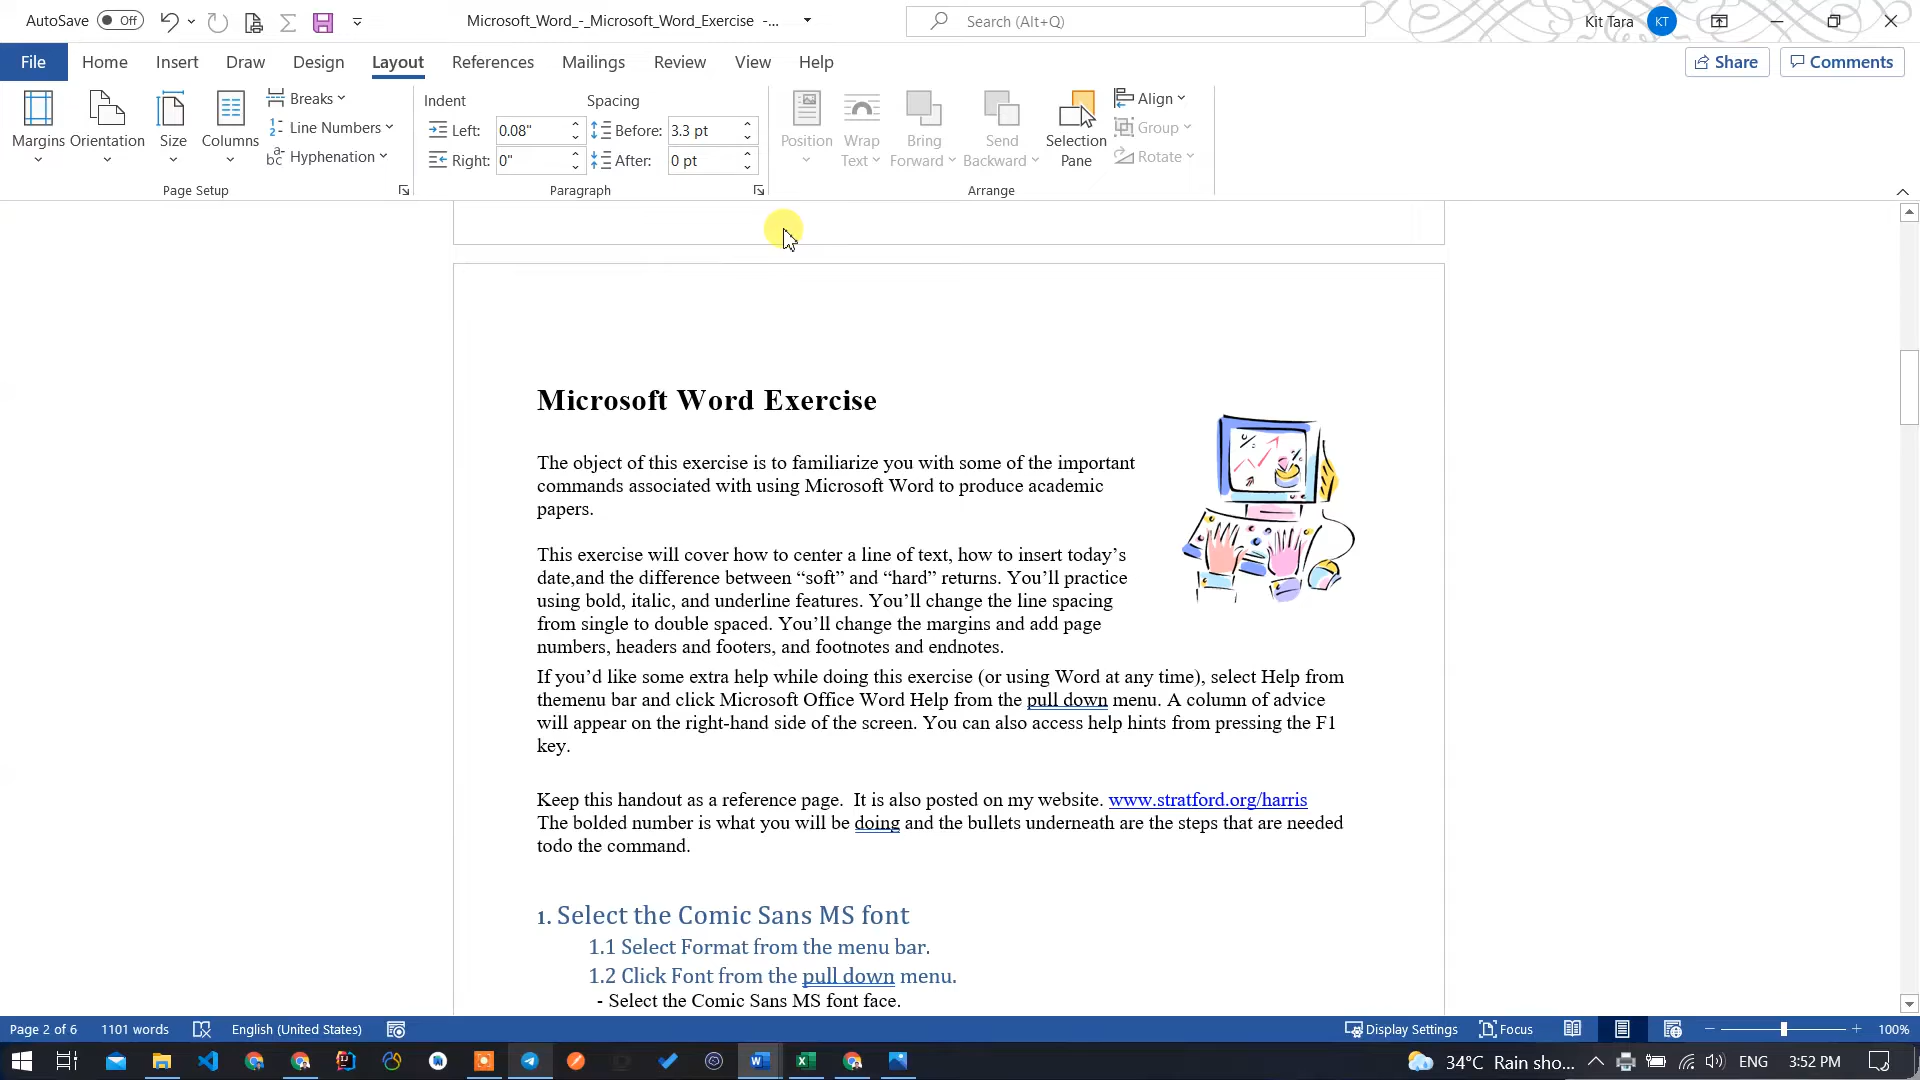 AutoSave Off Microsoft_Word_-_Microsoft_Word_Exercise -... Search (Alt+Q) Kit Tara KT
File Home Insert Draw Design Layout References Mailings Review View Help Share Comments
Margins Orientation Size Columns Breaks Line Numbers Hyphenation
Page Setup
Indent Spacing
Left: 0.08" Before: 3.3 pt
Right: 0" After: 0 pt
Paragraph
Position Wrap Text Bring Forward Send Backward Selection Pane Align Group Rotate
Arrange
Microsoft Word Exercise
The object of this exercise is to familiarize you with some of the important
commands associated with using Microsoft Word to produce academic
papers.
This exercise will cover how to center a line of text, how to insert today’s
date,and the difference between “soft” and “hard” returns. You’ll practice
using bold, italic, and underline features. You’ll change the line spacing
from single to double spaced. You’ll change the margins and add page
numbers, headers and footers, and footnotes and endnotes.
If you’d like some extra help while doing this exercise (or using Word at any time), select Help from
themenu bar and click Microsoft Office Word Help from the pull down menu. A column of advice
will appear on the right-hand side of the screen. You can also access help hints from pressing the F1
key.
Keep this handout as a reference page. It is also posted on my website. www.stratford.org/harris
The bolded number is what you will be doing and the bullets underneath are the steps that are needed
todo the command.
1. Select the Comic Sans MS font
1.1 Select Format from the menu bar.
1.2 Click Font from the pull down menu.
- Select the Comic Sans MS font face.
Page 2 of 6 1101 words English (United States) Display Settings Focus 100%
34°C Rain sho... ENG 3:52 PM